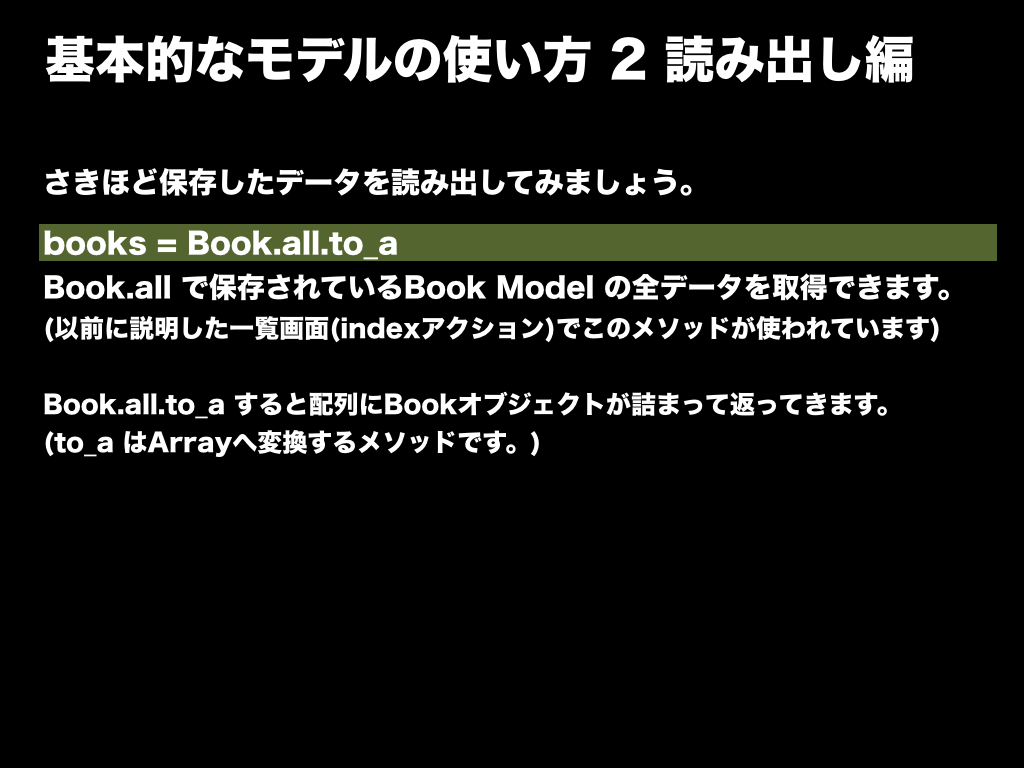 基本的なモデルの使い方 2 読み出し編
さきほど保存したデータを読み出してみましょう。
books = Book.all.to_a
Book.all で保存されているBook Model の全データを取得できます。
(以前に説明した一覧画面(indexアクション)でこのメソッドが使われています)
Book.all.to_a すると配列にBookオブジェクトが詰まって返ってきます。
(to_a はArrayへ変換するメソッドです。)